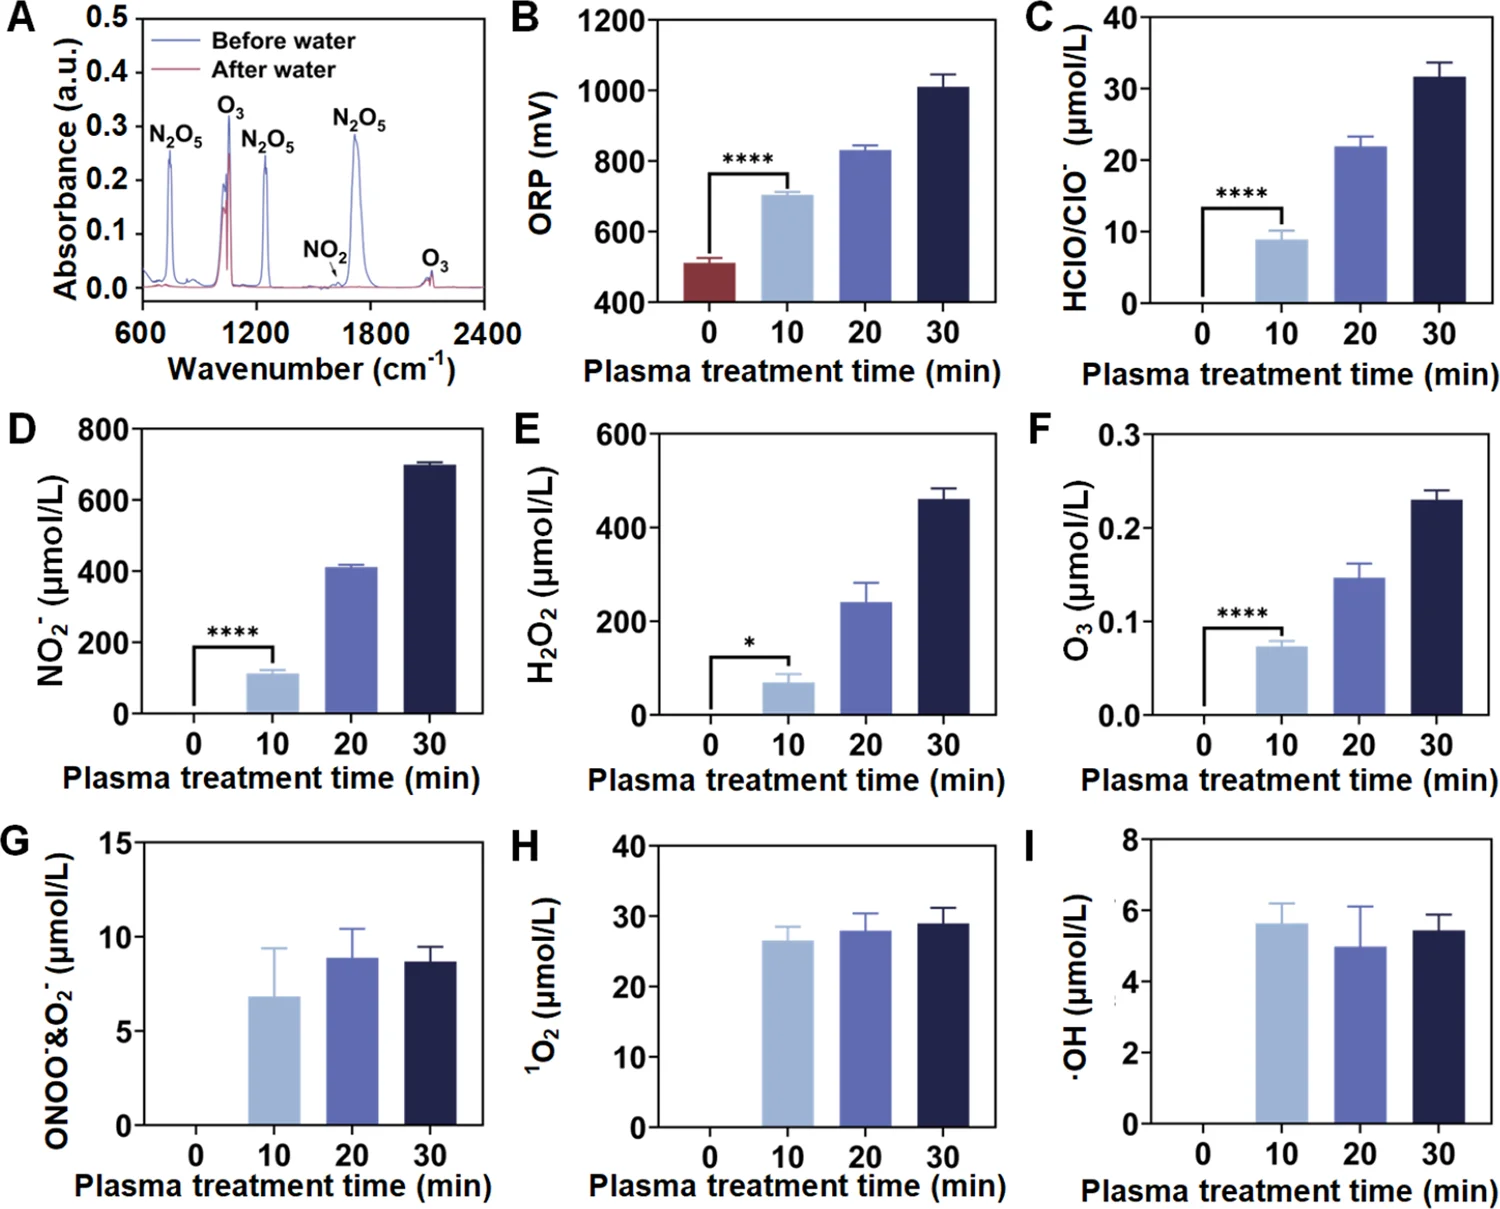 A
0.5
0.4
0.3
0.2
0.1
0.0
Absorbance (a.u.)
Before water
After water
N₂O₅
O₃
N₂O₅
N₂O₅
NO₂
O₃
600 1200 1800 2400
Wavenumber (cm⁻¹)
B
1200
1000
800
600
400
ORP (mV)
****
0 10 20 30
Plasma treatment time (min)
C
40
30
20
10
0
HClO/ClO⁻ (μmol/L)
****
0 10 20 30
Plasma treatment time (min)
D
800
600
400
200
0
NO₂⁻ (μmol/L)
****
0 10 20 30
Plasma treatment time (min)
E
600
400
200
0
H₂O₂ (μmol/L)
*
0 10 20 30
Plasma treatment time (min)
F
0.3
0.2
0.1
0.0
O₃ (μmol/L)
****
0 10 20 30
Plasma treatment time (min)
G
15
10
5
0
ONOO⁻&O₂⁻ (μmol/L)
0 10 20 30
Plasma treatment time (min)
H
40
30
20
10
0
¹O₂ (μmol/L)
0 10 20 30
Plasma treatment time (min)
I
8
6
4
2
0
·OH (μmol/L)
0 10 20 30
Plasma treatment time (min)